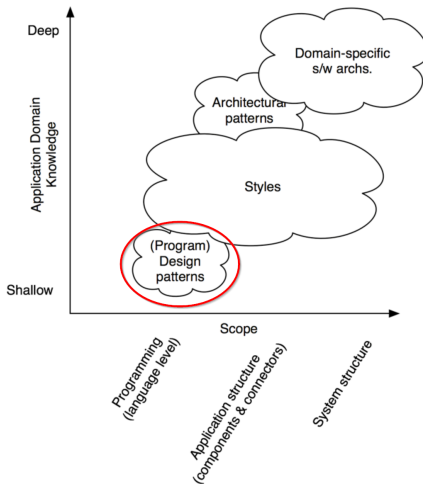 Deep
Domain-specific
s/w archs.
Architectural
patterns
Application Domain
Knowledge
Styles
(Program)
Design
patterns
Shallow
Scope
Programming
(language level)
Application structure
(components & connectors)
System structure